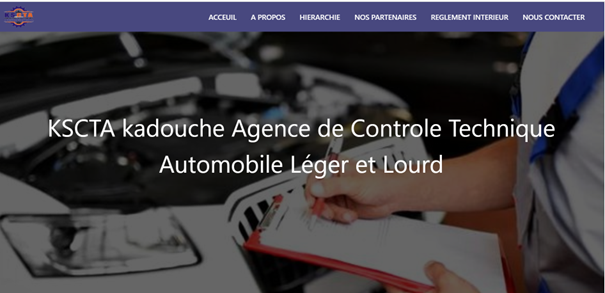 KSCTA
ACCEUIL A PROPOS HIERARCHIE NOS PARTENAIRES REGLEMENT INTERIEUR NOUS CONTACTER
KSCTA kadouche Agence de Controle Technique
Automobile Léger et Lourd